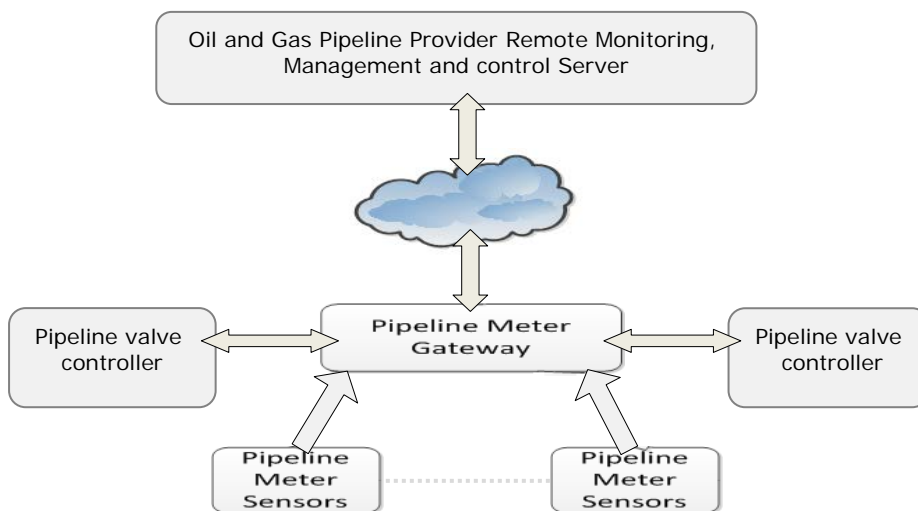 Oil and Gas Pipeline Provider Remote Monitoring,
Management and control Server
Pipeline Meter
Gateway
Pipeline valve
controller
Pipeline valve
controller
Pipeline
Meter
Sensors
Pipeline
Meter
Sensors